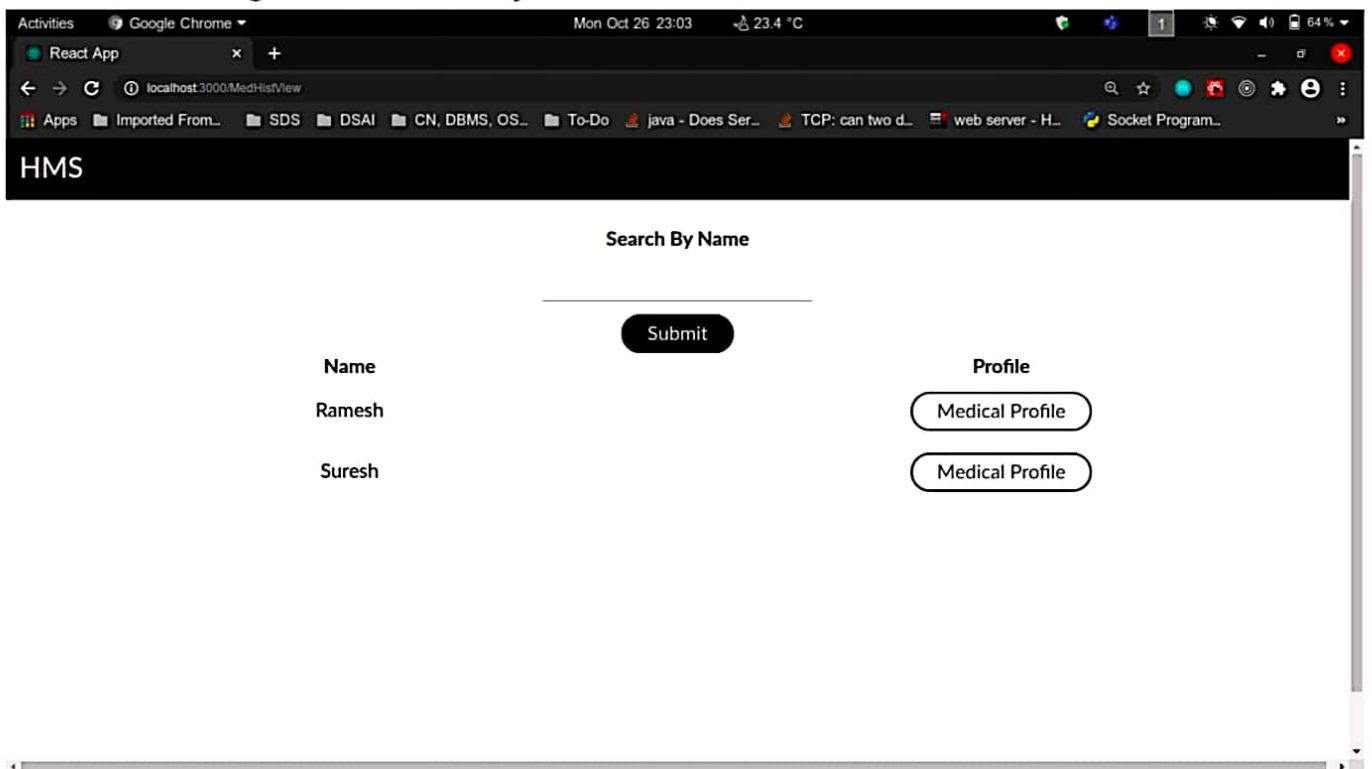 Activities Google Chrome Mon Oct 26 23:03 23.4 °C 1 64 %
React App
localhost:3000/MedHistView
Apps Imported From... SDS DSAI CN, DBMS, OS... To-Do java - Does Ser... TCP: can two d... web server - H... Socket Program... »
HMS
Search By Name
Submit
Name Profile
Ramesh Medical Profile
Suresh Medical Profile